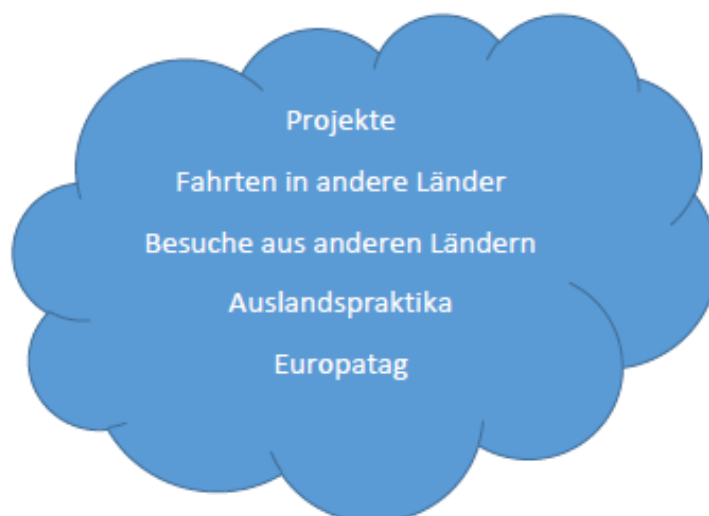 Projekte
Fahrten in andere Länder
Besuche aus anderen Ländern
Auslandspraktika
Europatag